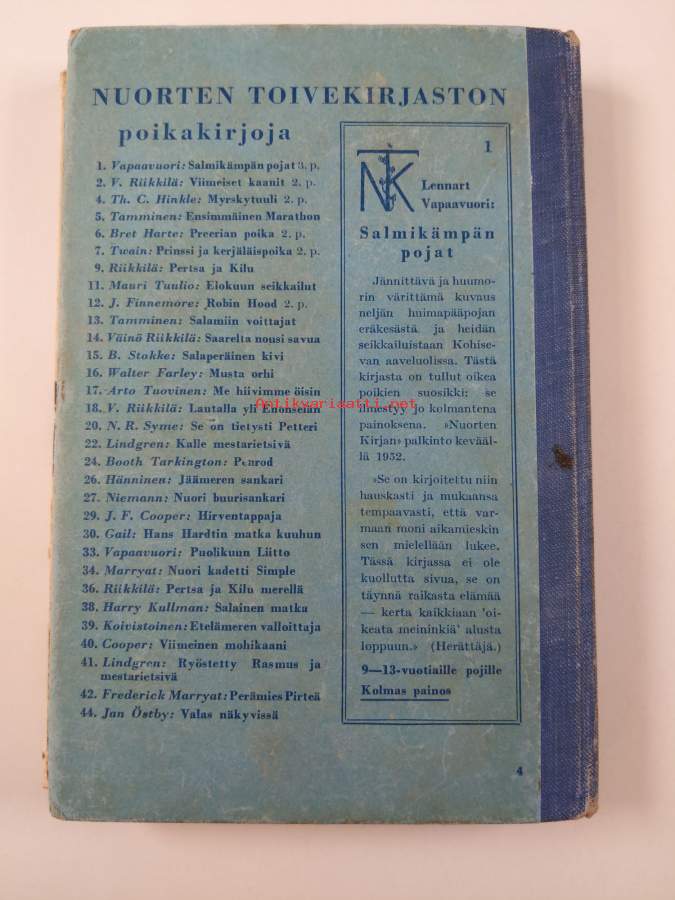 NUORTEN TOIVEKIRJASTON
poikakirjoja
1. Vapaavuori: Salmikämpän pojat 3. p.
2. V. Riikkilä: Viimeiset kaanit 2. p.
4. Th. C. Hinkle: Myrskytuuli 2. p.
5. Tamminen: Ensimmäinen Marathon
6. Bret Harte: Preerian poika 2. p.
7. Twain: Prinssi ja kerjäläispoika 2. p.
9. Riikkilä: Pertsa ja Kilu
11. Mauri Tuulio: Elokuun seikkailut
12. J. Finnemore: Robin Hood 2. p.
13. Tamminen: Salamiin voittajat
14. Väinö Riikkilä: Saarelta nousi savua
15. B. Stokke: Salaperäinen kivi
16. Walter Farley: Musta orhi
17. Arto Tuovinen: Me hiivimme öisin
18. V. Riikkilä: Lautalla yli Enonselän
20. N. R. Syme: Se on tietysti Petteri
22. Lindgren: Kalle mestarietsivä
24. Booth Tarkington: Penrod
26. Hänninen: Jäämeren sankari
27. Niemann: Nuori buurisankari
29. J. F. Cooper: Hirventappaja
30. Gail: Hans Hardtin matka kuuhun
33. Vapaavuori: Puolikuun Liitto
34. Marryat: Nuori kadetti Simple
36. Riikkilä: Pertsa ja Kilu merellä
38. Harry Kullman: Salainen matka
39. Koivistoinen: Etelämeren valloittaja
40. Cooper: Viimeinen mohikaani
41. Lindgren: Ryöstetty Rasmus ja
mestarietsivä
42. Frederick Marryat: Perämies Pirteä
44. Jan Östby: Valas näkyvissä
1
NTK
Lennart
Vapaavuori:
Salmikämpän
pojat
Jännittävä ja huumo-
rin värittämä kuvaus
neljän huimapääpojan
eräkesästä ja heidän
seikkailuistaan Kohise-
van aaveluolissa. Tästä
kirjasta on tullut oikea
poikien suosikki: se
ilmestyy jo kolmantena
painoksena. »Nuorten
Kirjan» palkinto kevääl-
lä 1952.
»Se on kirjoitettu niin
hauskasti ja mukaansa
tempaavasti, että var-
maan moni aikamieskin
sen mielellään lukee.
Tässä kirjassa ei ole
kuollutta sivua, se on
täynnä raikasta elämää
— kerta kaikkiaan 'oi-
keata meininkiä' alusta
loppuun.» (Herättäjä.)
9—13-vuotiaille pojille
Kolmas painos
4
Antikvariaatti.net